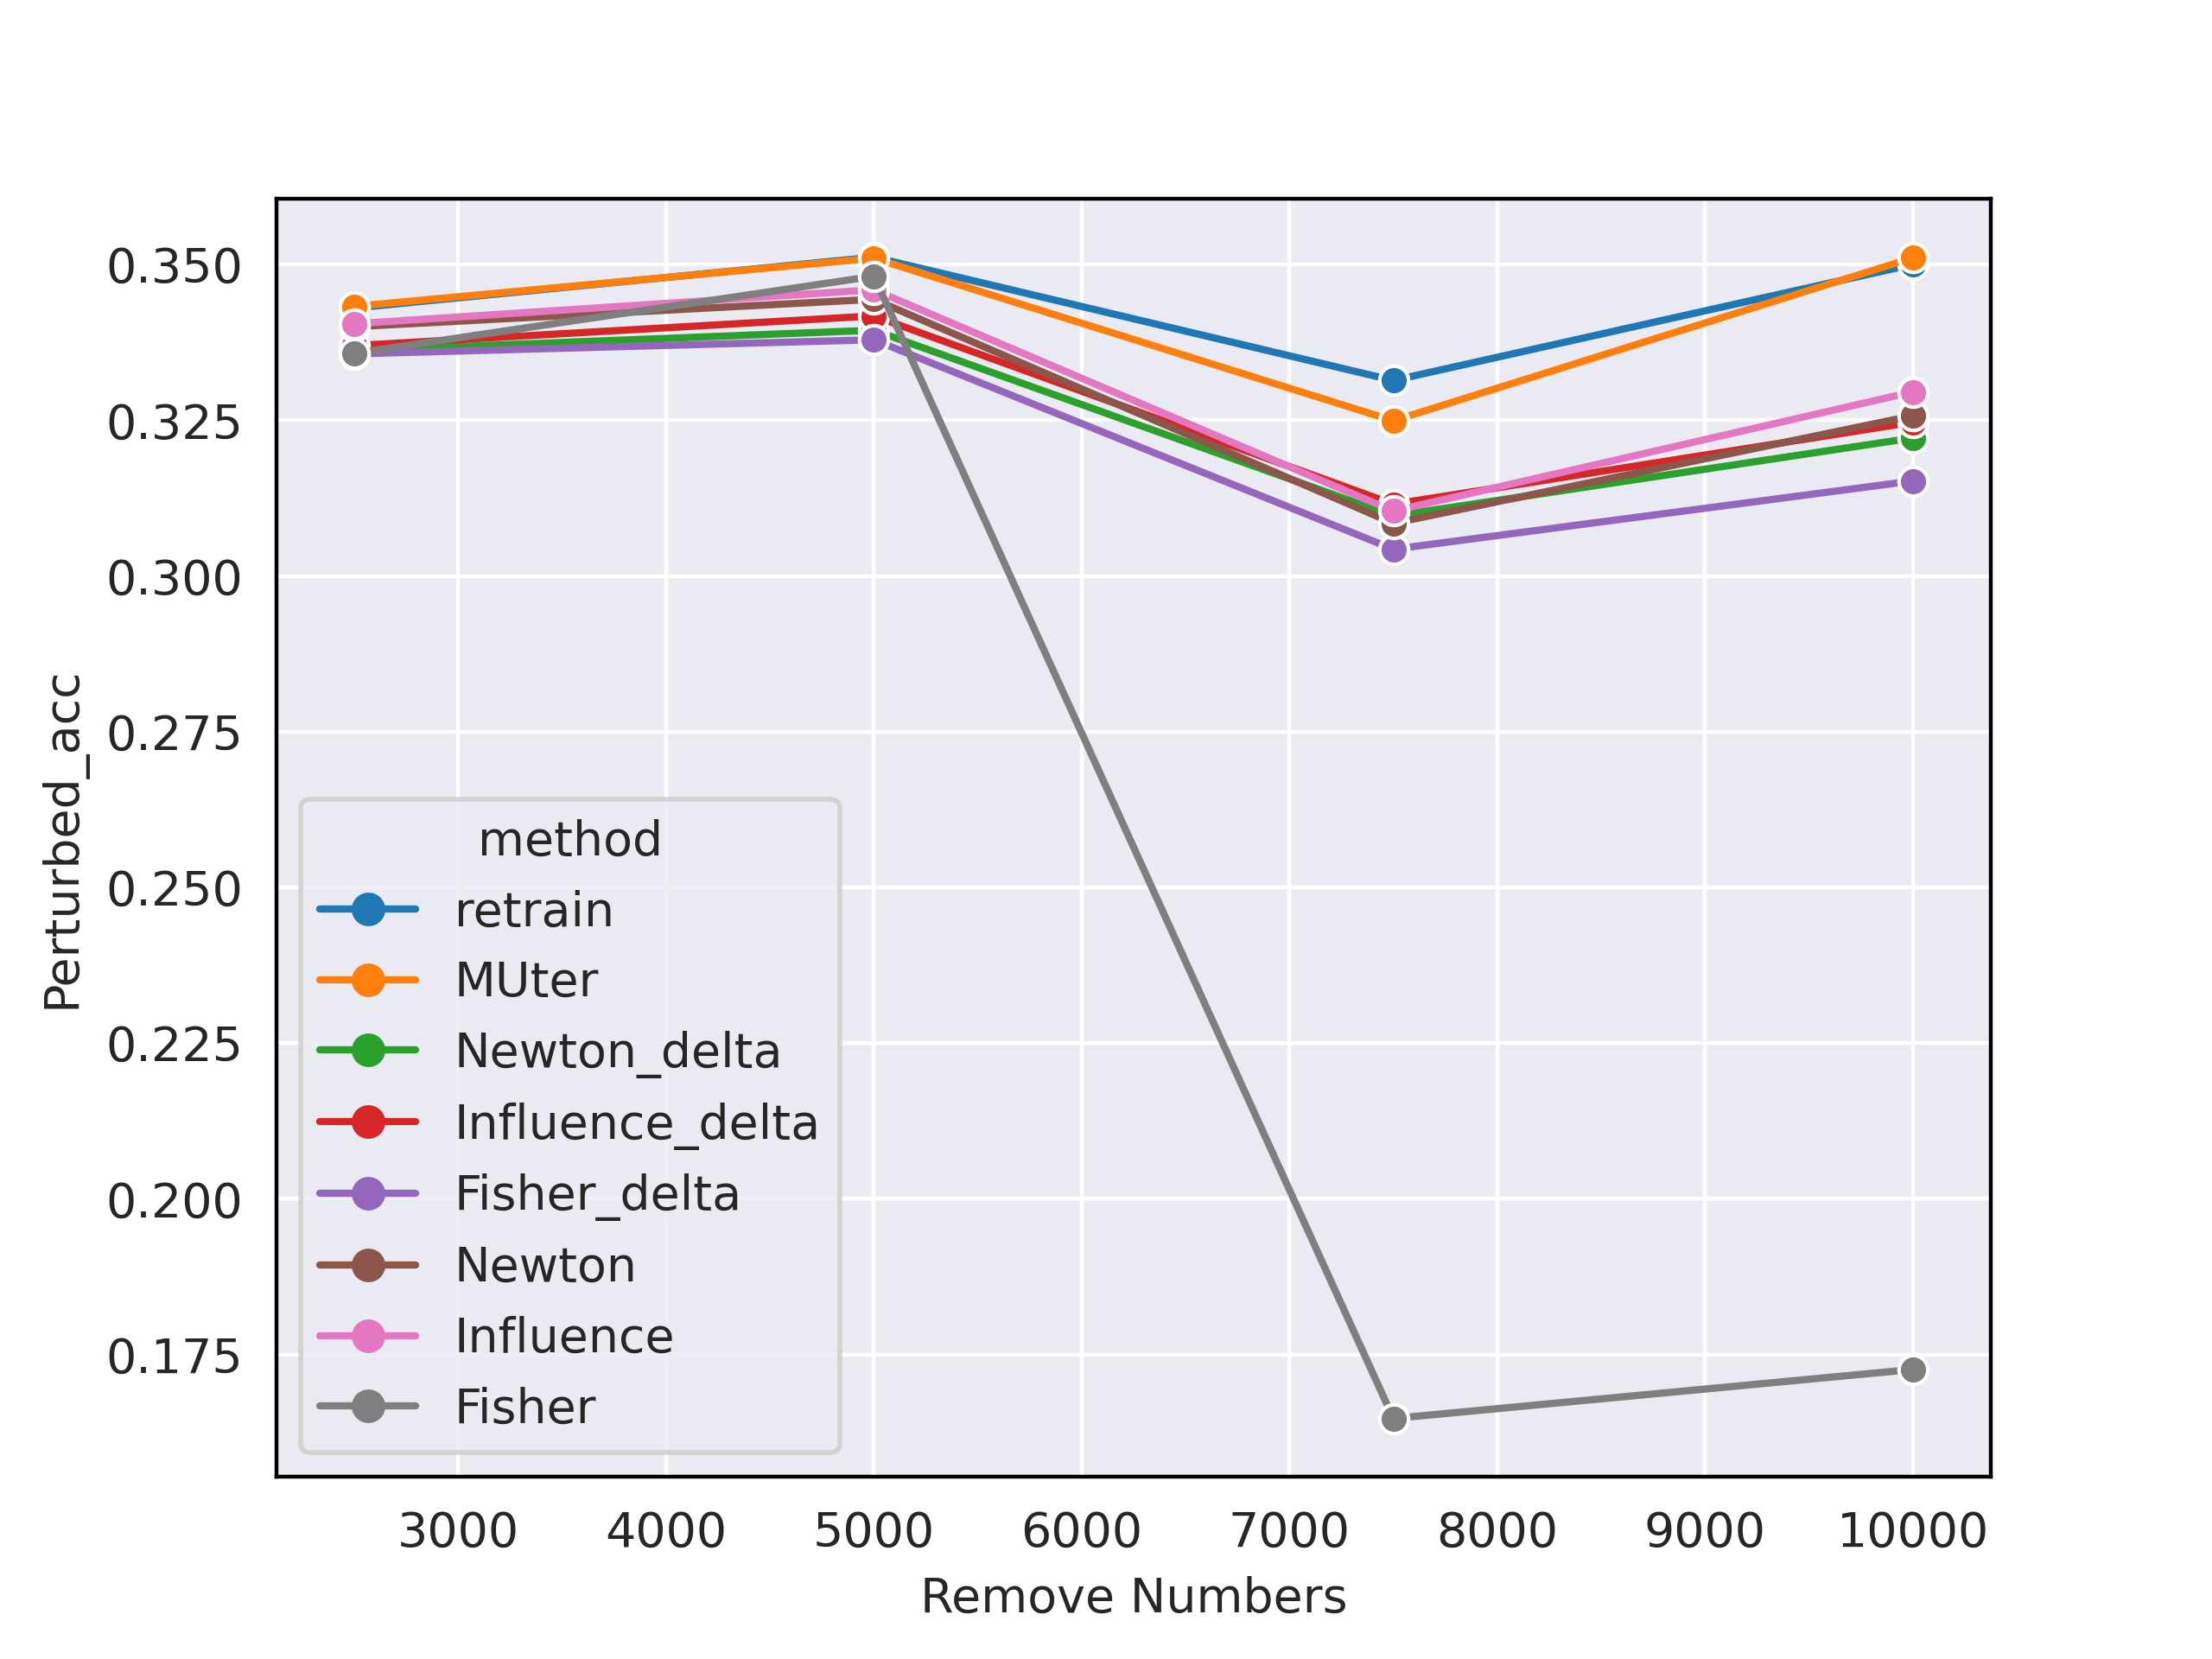 0.350
0.325
0.300
0.275
0.250
0.225
0.200
0.175
Perturbed_acc
method
retrain
MUter
Newton_delta
Influence_delta
Fisher_delta
Newton
Influence
Fisher
3000 4000 5000 6000 7000 8000 9000 10000
Remove Numbers